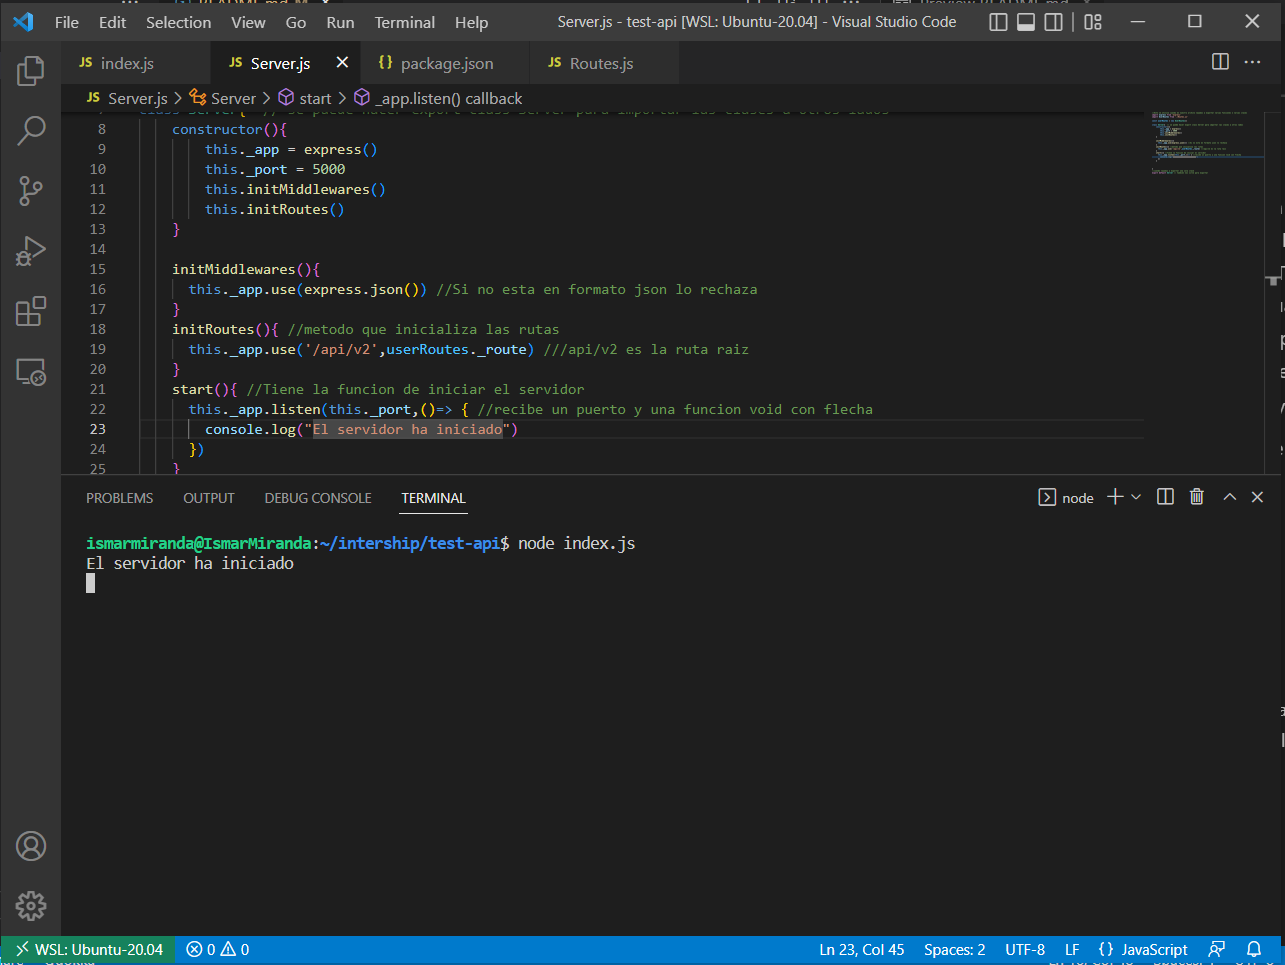 File Edit Selection View Go Run Terminal Help Server.js - test-api [WSL: Ubuntu-20.04] - Visual Studio Code
JS index.js JS Server.js {} package.json JS Routes.js
JS Server.js > Server > start > _app.listen() callback
8 constructor(){
9 this._app = express()
10 this._port = 5000
11 this.initMiddlewares()
12 this.initRoutes()
13 }
14
15 initMiddlewares(){
16 this._app.use(express.json()) //Si no esta en formato json lo rechaza
17 }
18 initRoutes(){ //metodo que inicializa las rutas
19 this._app.use('/api/v2',userRoutes._route) ///api/v2 es la ruta raiz
20 }
21 start(){ //Tiene la funcion de iniciar el servidor
22 this._app.listen(this._port,()=> { //recibe un puerto y una funcion void con flecha
23 console.log("El servidor ha iniciado")
24 })
25 }
PROBLEMS OUTPUT DEBUG CONSOLE TERMINAL node
ismarmiranda@IsmarMiranda:~/intership/test-api$ node index.js
El servidor ha iniciado
WSL: Ubuntu-20.04 0 0 Ln 23, Col 45 Spaces: 2 UTF-8 LF {} JavaScript